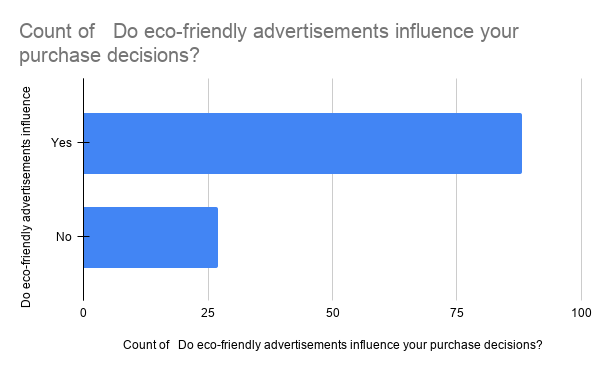 Count of   Do eco-friendly advertisements influence your
purchase decisions?
Do eco-friendly advertisements influence
Yes
No
0 25 50 75 100
Count of  Do eco-friendly advertisements influence your purchase decisions?